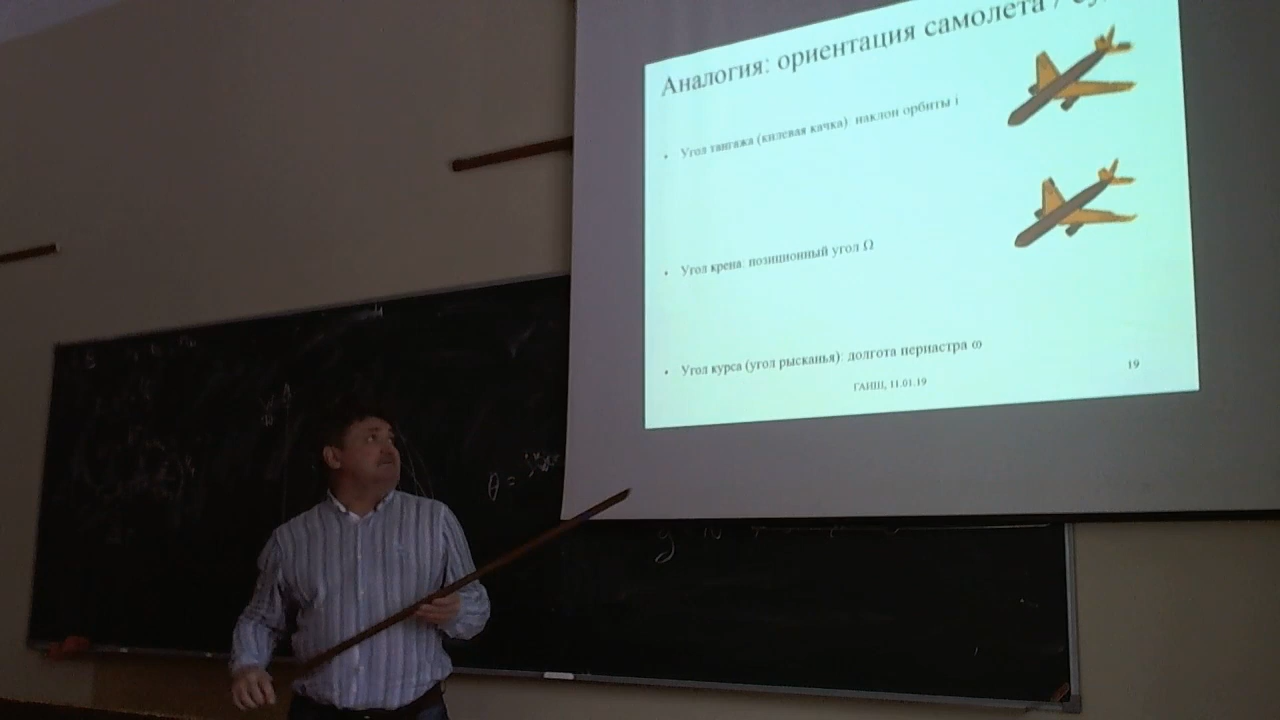 Аналогия: ориентация самолета /
• Угол тангажа (килевая качка): наклон орбиты i
• Угол крена: позиционный угол Ω
• Угол курса (угол рысканья): долгота периастра ω
ГАИШ, 11.01.19
19
θ =